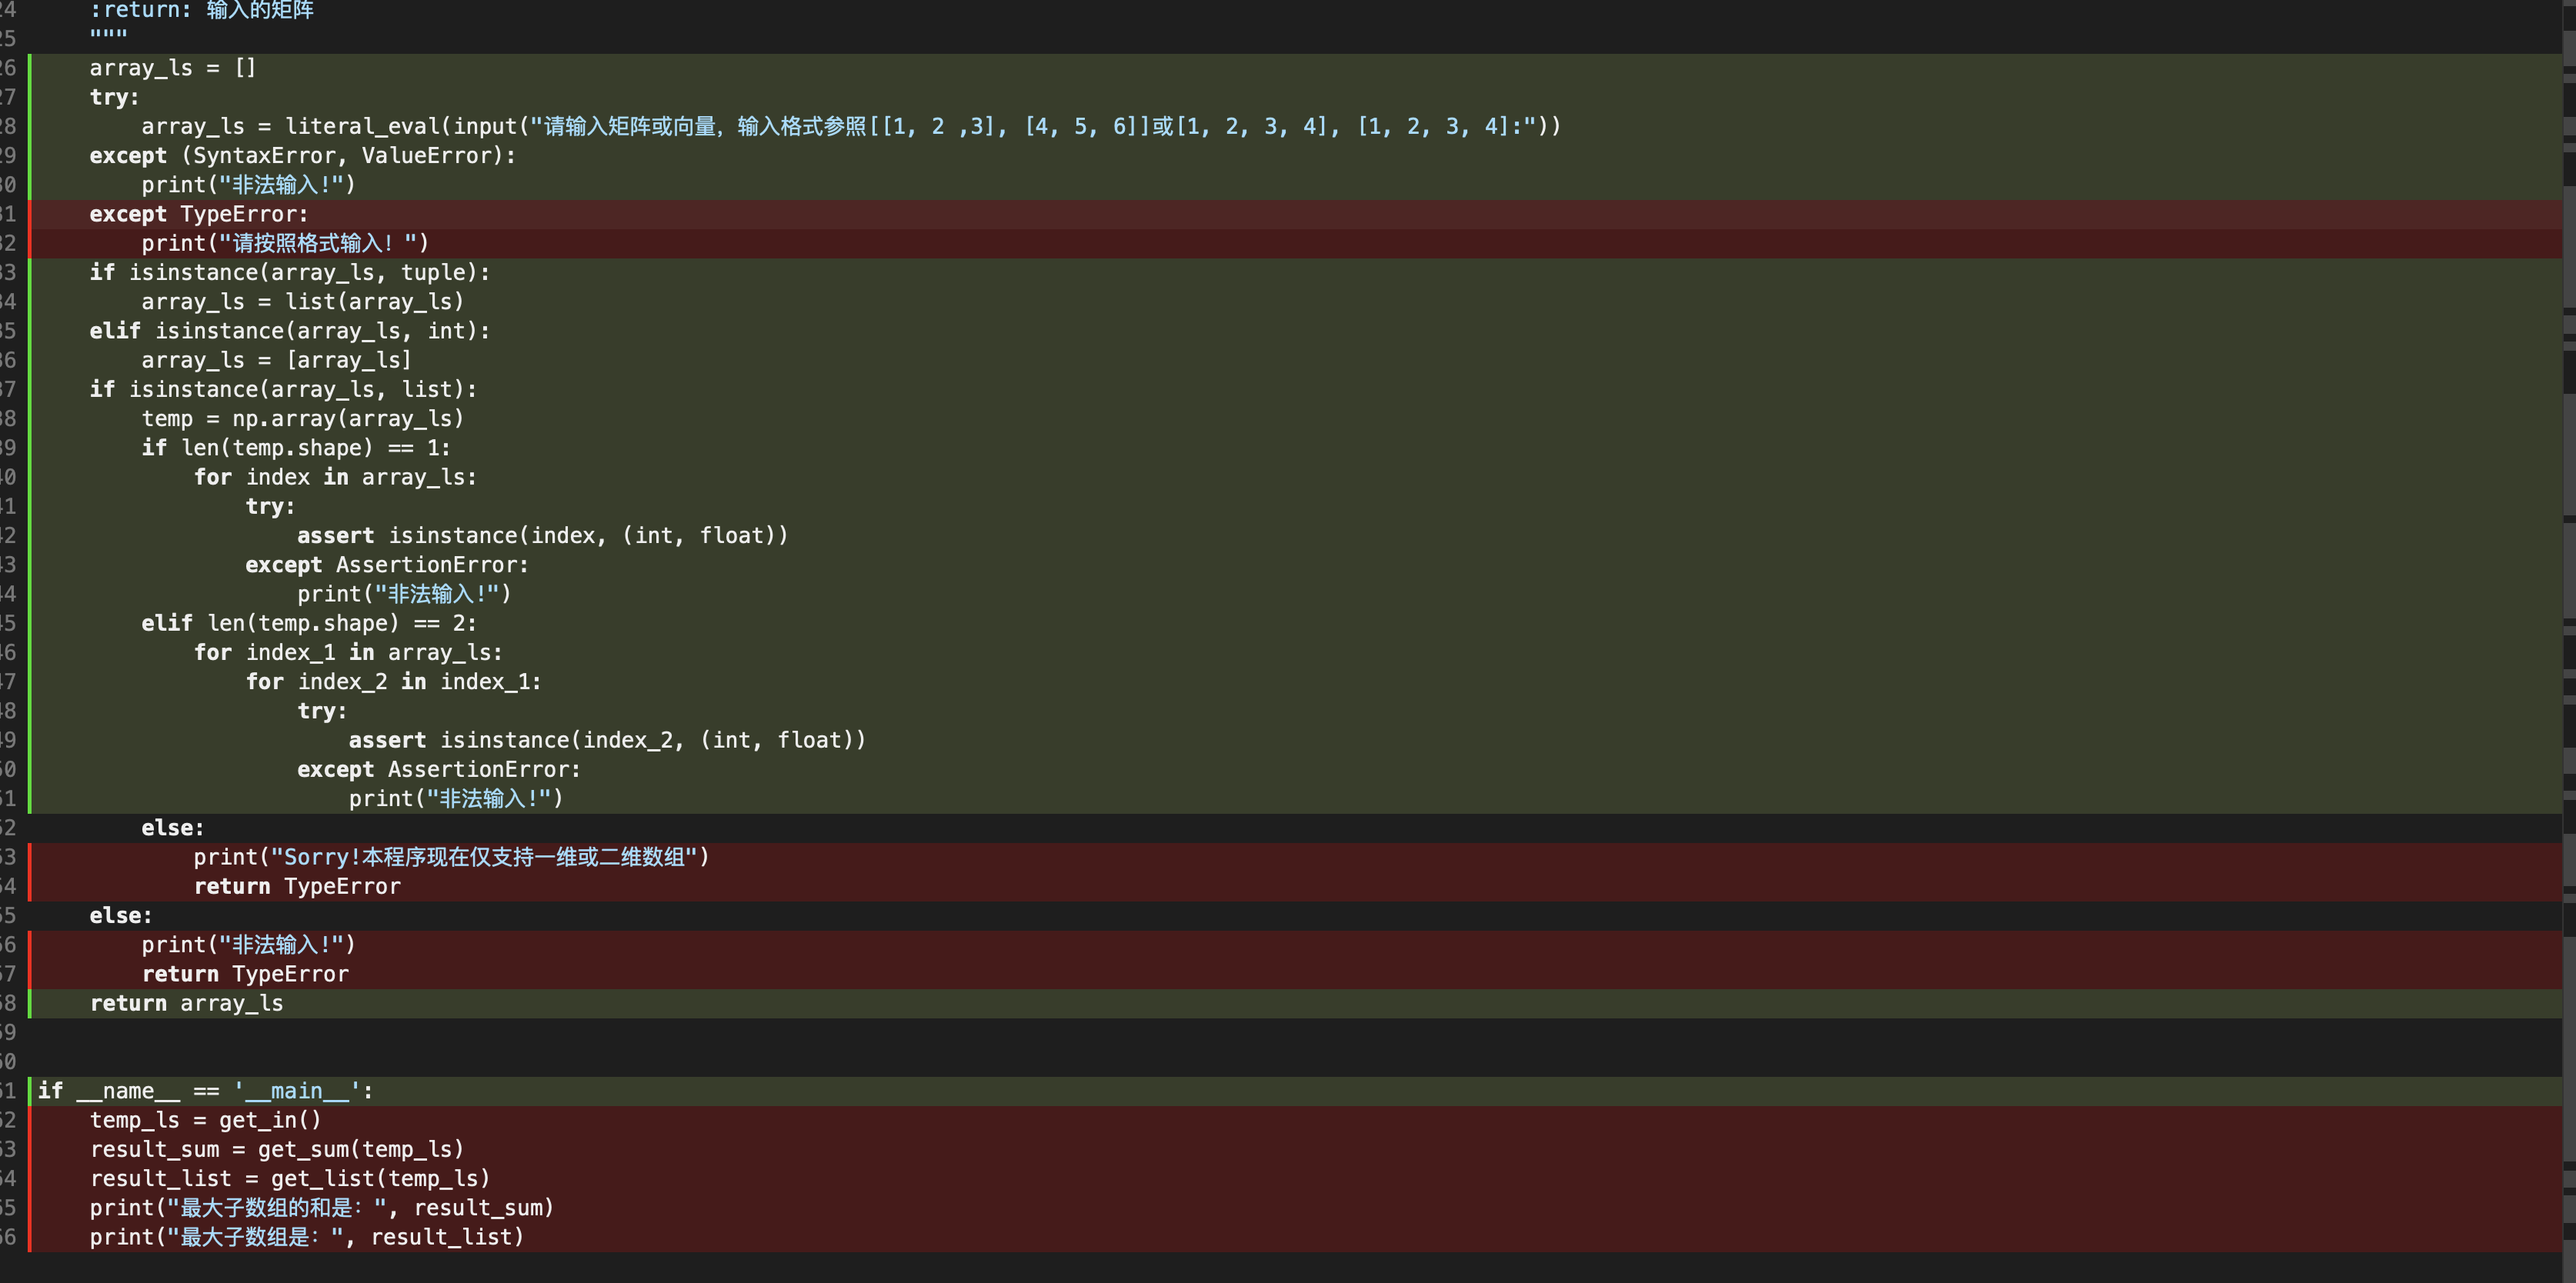 24     :return: 输入的矩阵
25     """
26     array_ls = []
27     try:
28         array_ls = literal_eval(input("请输入矩阵或向量，输入格式参照[[1, 2 ,3], [4, 5, 6]]或[1, 2, 3, 4], [1, 2, 3, 4]:"))
29     except (SyntaxError, ValueError):
30         print("非法输入!")
31     except TypeError:
32         print("请按照格式输入！")
33     if isinstance(array_ls, tuple):
34         array_ls = list(array_ls)
35     elif isinstance(array_ls, int):
36         array_ls = [array_ls]
37     if isinstance(array_ls, list):
38         temp = np.array(array_ls)
39         if len(temp.shape) == 1:
40             for index in array_ls:
41                 try:
42                     assert isinstance(index, (int, float))
43                 except AssertionError:
44                     print("非法输入!")
45         elif len(temp.shape) == 2:
46             for index_1 in array_ls:
47                 for index_2 in index_1:
48                     try:
49                         assert isinstance(index_2, (int, float))
50                     except AssertionError:
51                         print("非法输入!")
52         else:
53             print("Sorry!本程序现在仅支持一维或二维数组")
54             return TypeError
55     else:
56         print("非法输入!")
57         return TypeError
58     return array_ls
59
60
61 if __name__ == '__main__':
62     temp_ls = get_in()
63     result_sum = get_sum(temp_ls)
64     result_list = get_list(temp_ls)
65     print("最大子数组的和是：", result_sum)
66     print("最大子数组是：", result_list)